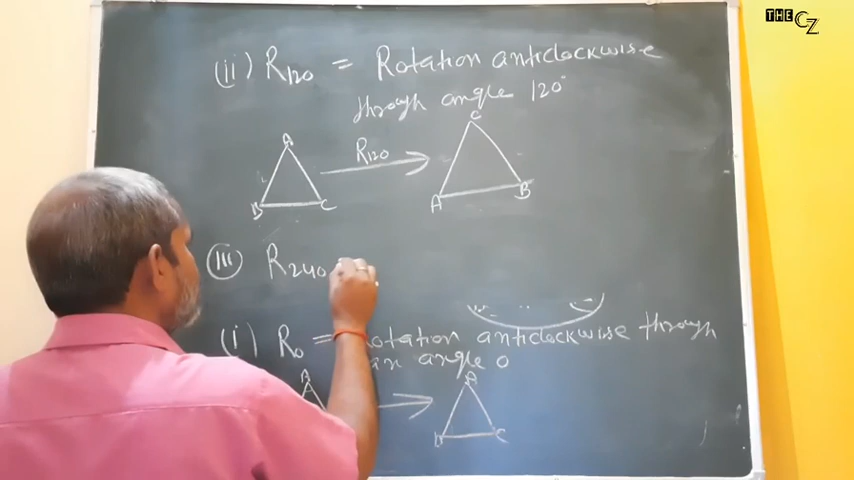 THE CZ
(ii) R120 = Rotation anticlockwise
through angle 120°
A
B C
R120
C
A B
(iii) R240
(i) R0 = Rotation anticlockwise through
an angle 0
A
A
B C